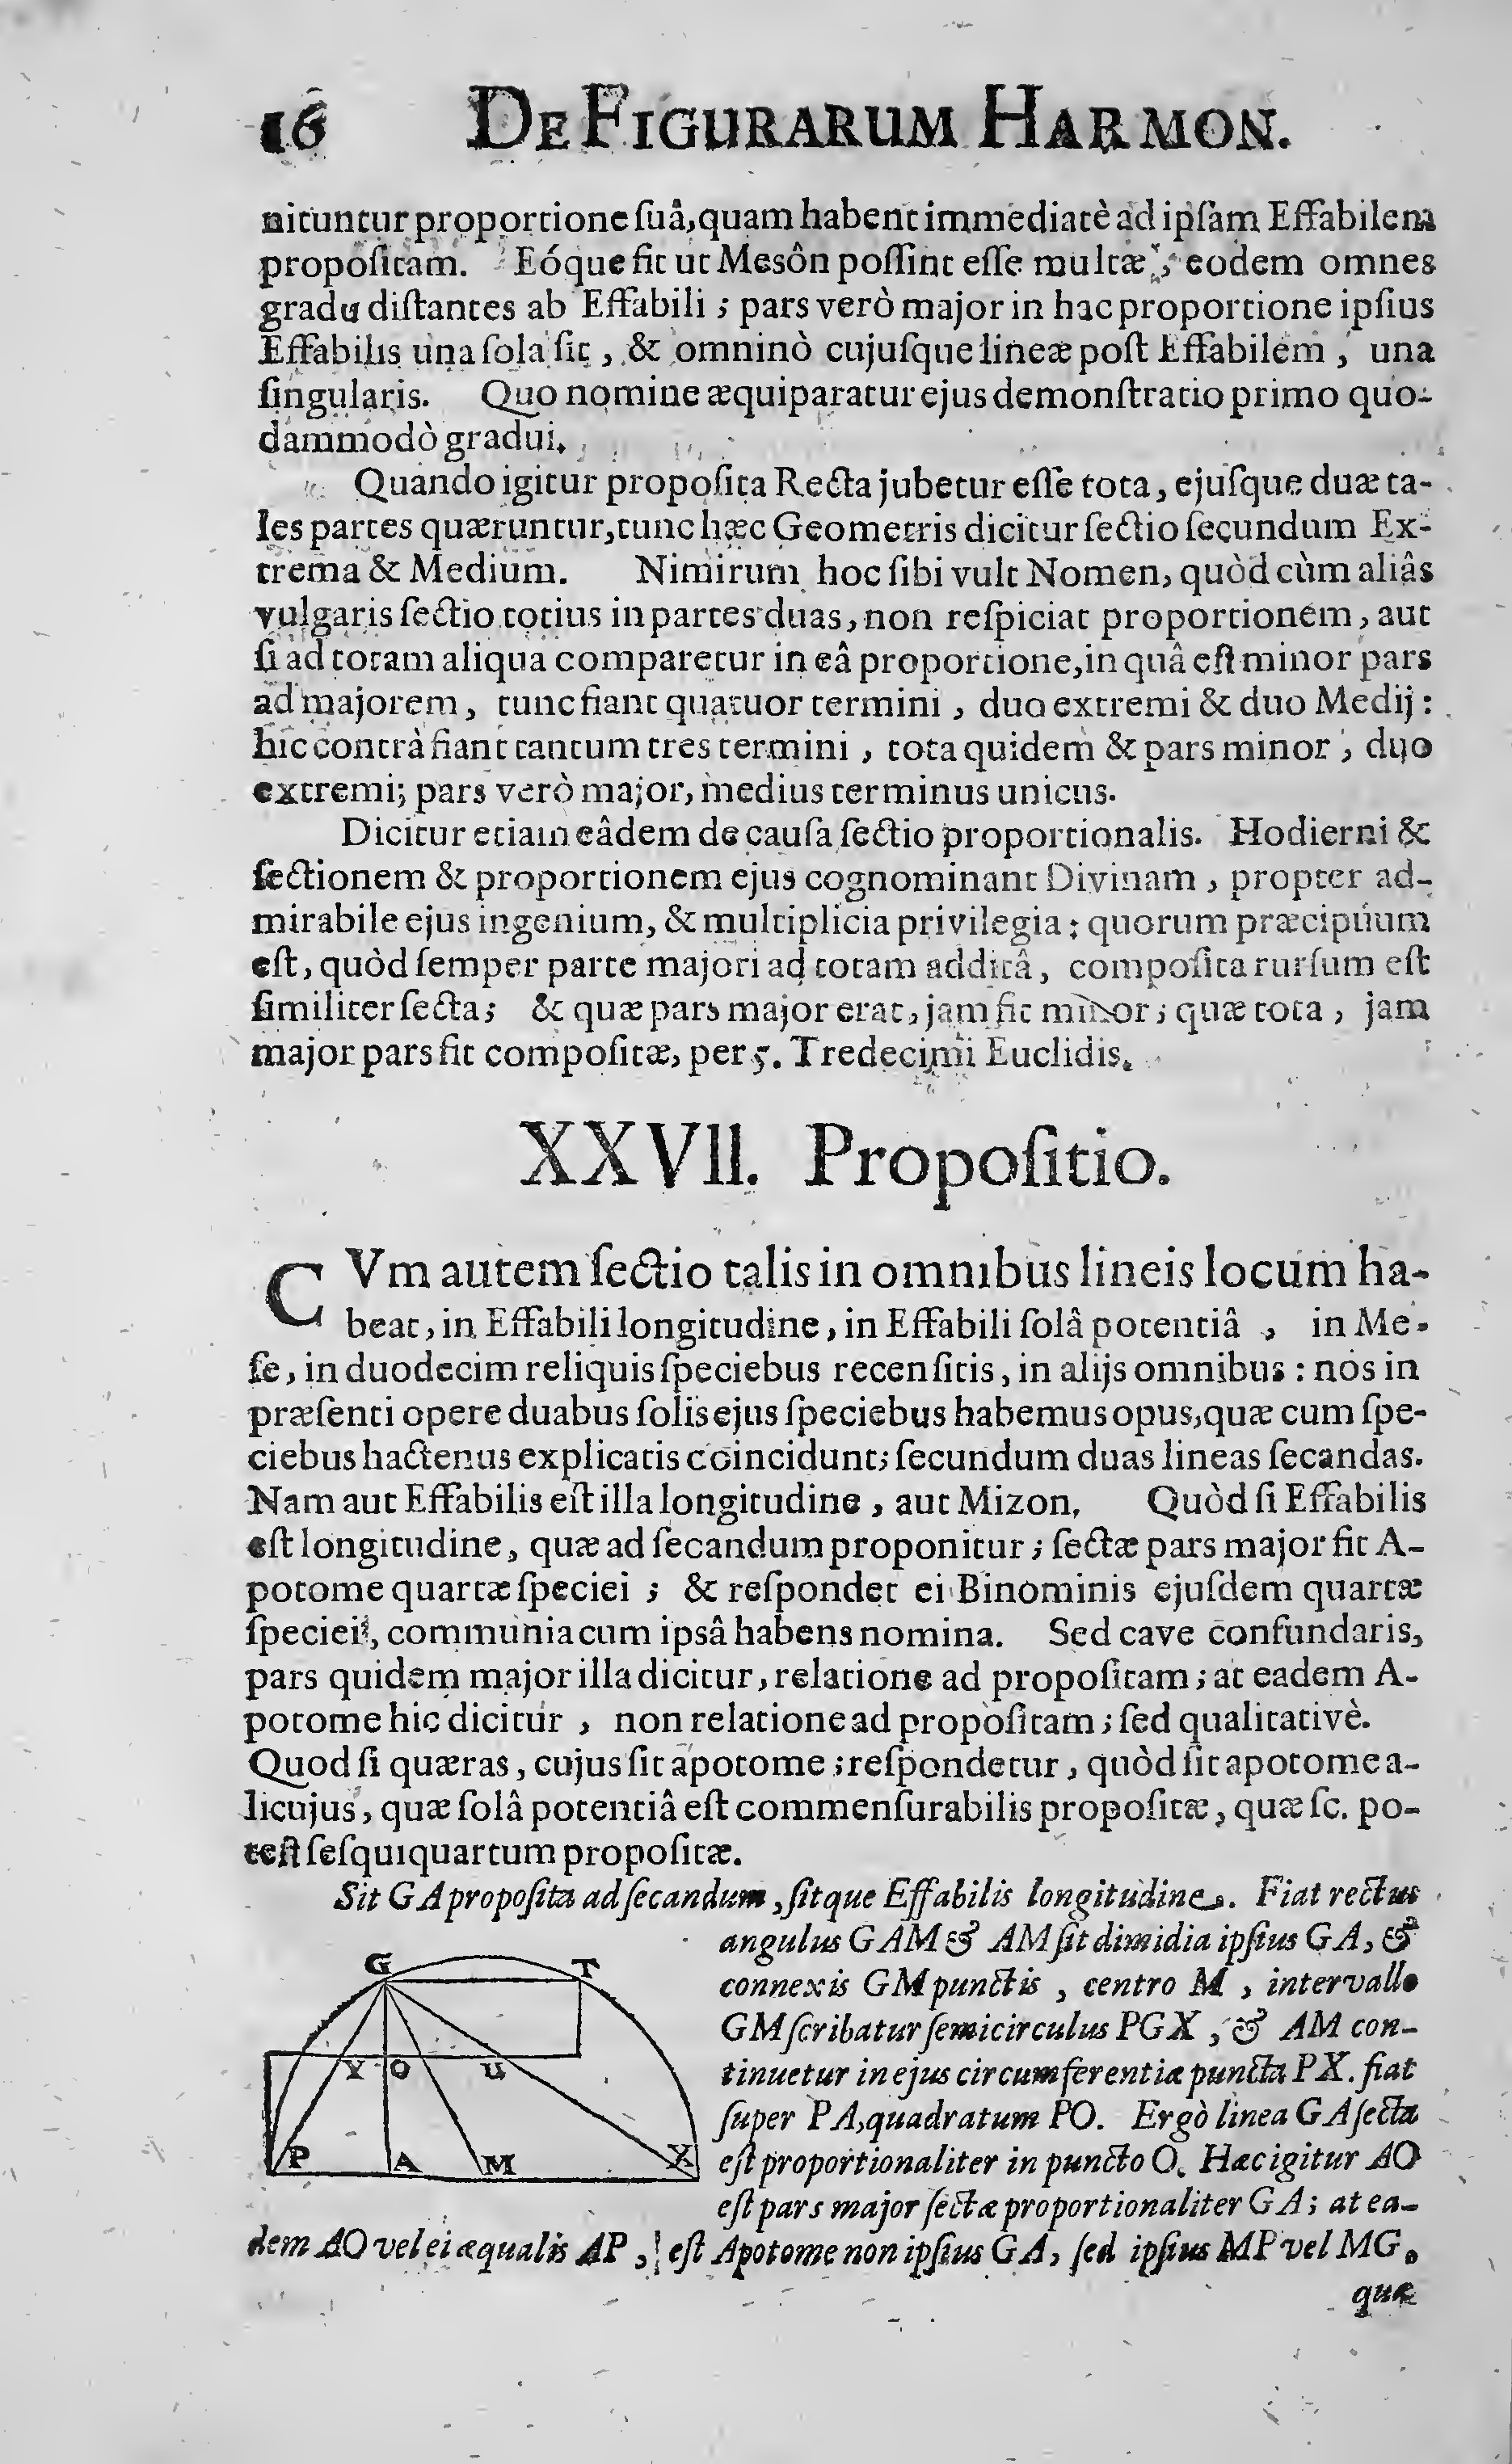 16 DE FIGURARUM HARMON.
nituntur proportione ſuâ, quam habent immediatè ad ipſam Effabilem
propoſitam. Eóque fit ut Mesôn poſſint eſſe multæ, eodem omnes
gradu diſtantes ab Effabili; pars verò major in hac proportione ipſius
Effabilis una ſola ſit, & omninò cujuſque lineæ poſt Effabilem, una
ſingularis. Quo nomine æquiparatur ejus demonſtratio primo quo-
dammodò gradui.
Quando igitur propoſita Recta jubetur eſſe tota, ejuſque duæ ta-
les partes quæruntur, tunc hæc Geometris dicitur ſectio ſecundum Ex-
trema & Medium. Nimirum hoc ſibi vult Nomen, quòd cùm aliâs
vulgaris ſectio totius in partes duas, non reſpiciat proportionem, aut
ſi ad totam aliqua comparetur in eâ proportione, in quâ eſt minor pars
ad majorem, tunc fiant quatuor termini, duo extremi & duo Medij:
hic contrà fiant tantum tres termini, tota quidem & pars minor, duo
extremi; pars verò major, medius terminus unicus.
Dicitur etiam eâdem de cauſa ſectio proportionalis. Hodierni &
ſectionem & proportionem ejus cognominant Divinam, propter ad-
mirabile ejus ingenium, & multiplicia privilegia: quorum præcipuum
eſt, quòd ſemper parte majori ad totam additâ, compoſita rurſum eſt
ſimiliter ſecta; & quæ pars major erat, jam fit minor; quæ tota, jam
major pars fit compoſitæ, per 5. Tredecimi Euclidis.
XXVII. Propoſitio.
CVm autem ſectio talis in omnibus lineis locum ha-
beat, in Effabili longitudine, in Effabili ſolâ potentiâ, in Me-
ſe, in duodecim reliquis ſpeciebus recenſitis, in alijs omnibus: nos in
præſenti opere duabus ſolis ejus ſpeciebus habemus opus, quæ cum ſpe-
ciebus hactenus explicatis coincidunt; ſecundum duas lineas ſecandas.
Nam aut Effabilis eſt illa longitudine, aut Mizon. Quòd ſi Effabilis
eſt longitudine, quæ ad ſecandum proponitur; ſectæ pars major fit A-
potome quartæ ſpeciei; & reſpondet ei Binominis ejuſdem quartæ
ſpeciei, communia cum ipsâ habens nomina. Sed cave confundaris,
pars quidem major illa dicitur, relatione ad propoſitam; at eadem A-
potome hic dicitur, non relatione ad propoſitam; ſed qualitativè.
Quod ſi quæras, cujus ſit apotome; reſpondetur, quòd ſit apotome a-
licujus, quæ ſolâ potentiâ eſt commenſurabilis propoſitæ, quæ ſc. po-
teſt ſeſquiquartum propoſitæ.
Sit GA propoſita ad ſecandum, ſitque Effabilis longitudine. Fiat rectus
angulus GAM & AM ſit dimidia ipſius GA, &
connexis GM punctis, centro M, intervallo
GM ſcribatur ſemicirculus PGX, & AM con-
tinuetur in ejus circumferentiæ puncta PX. fiat
ſuper PA, quadratum PO. Ergò linea GA ſecta
eſt proportionaliter in puncto O. Hæc igitur AO
eſt pars major ſectæ proportionaliter GA; at ea-
dem AO vel ei æqualis AP, eſt Apotome non ipſius GA, ſed ipſius MP vel MG.
quæ
G T
Y O U
P A M X